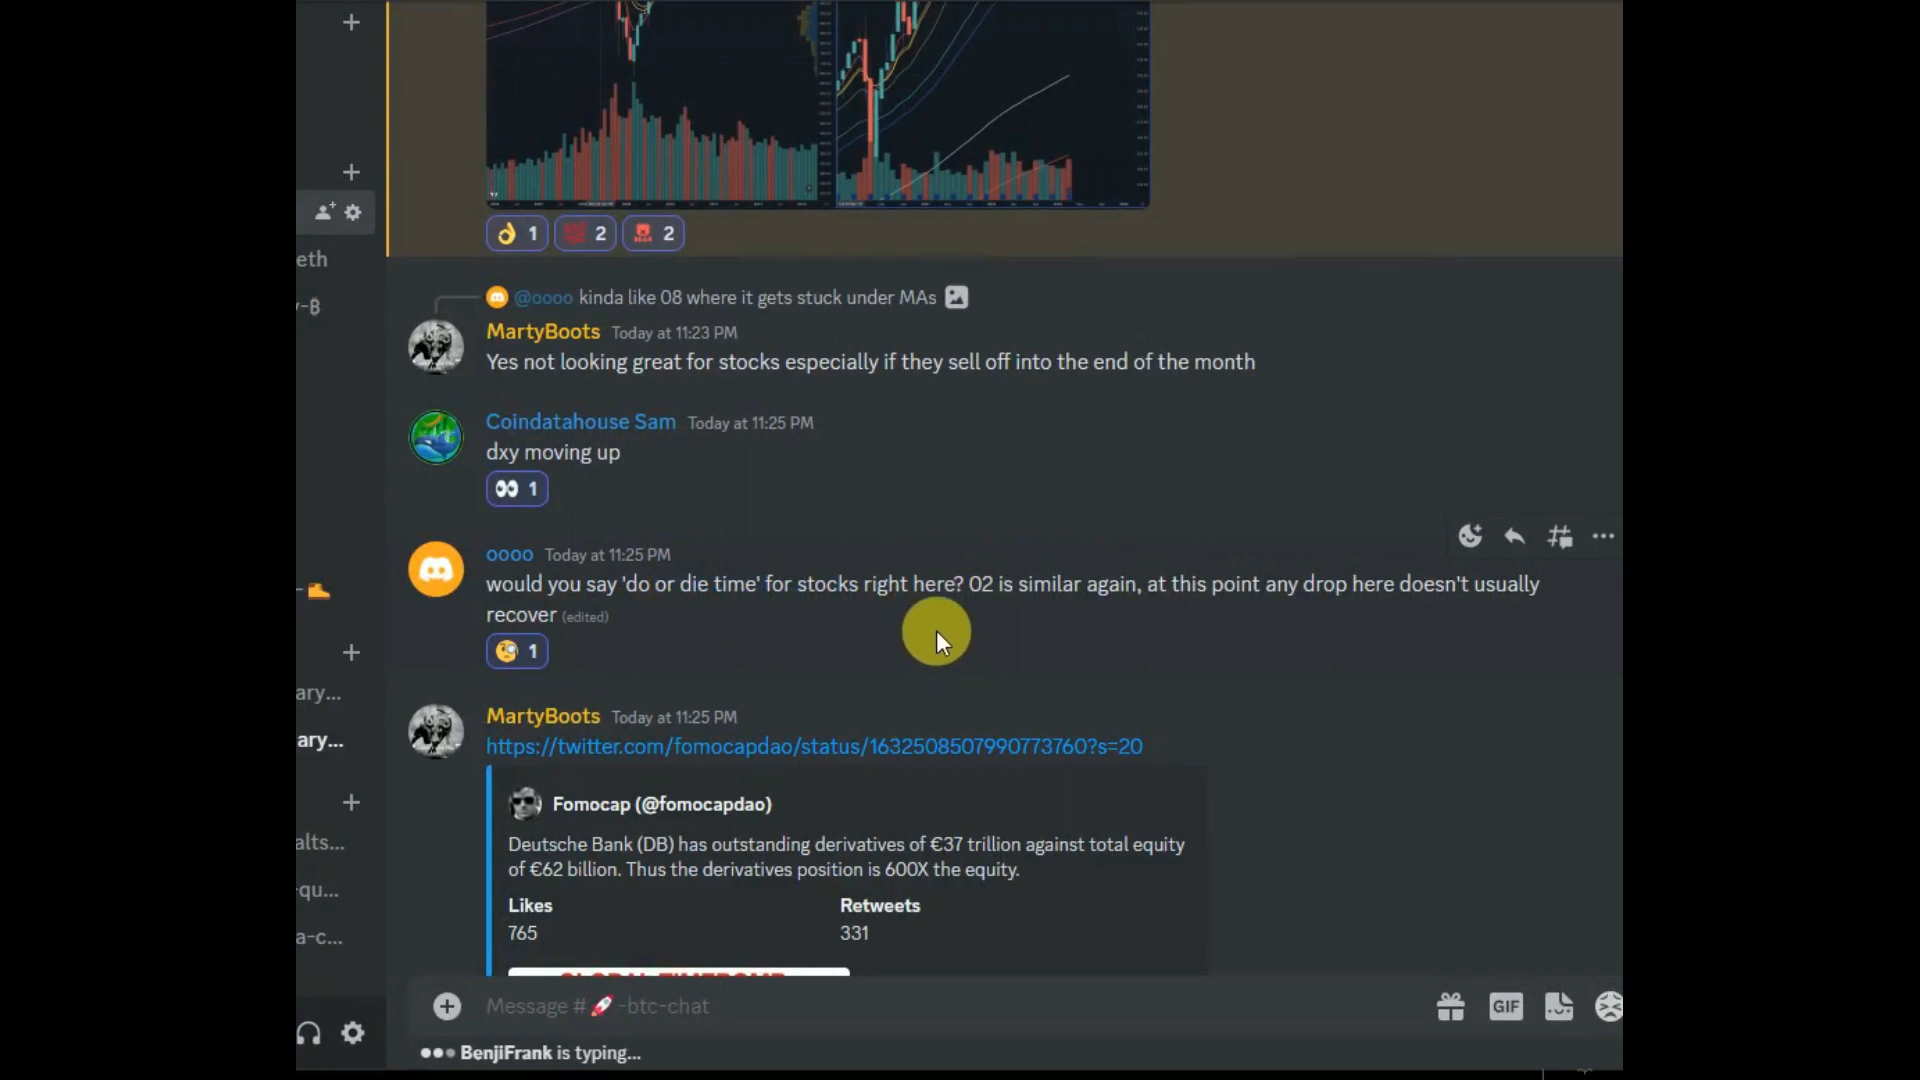 1 2 2
eth
-₿
@oooo kinda like 08 where it gets stuck under MAs
MartyBoots Today at 11:23 PM
Yes not looking great for stocks especially if they sell off into the end of the month
Coindatahouse Sam Today at 11:25 PM
dxy moving up
1
oooo Today at 11:25 PM
would you say 'do or die time' for stocks right here? 02 is similar again, at this point any drop here doesn't usually
recover (edited)
1
ary...
ary...
MartyBoots Today at 11:25 PM
https://twitter.com/fomocapdao/status/1632508507990773760?s=20
Fomocap (@fomocapdao)
Deutsche Bank (DB) has outstanding derivatives of €37 trillion against total equity
of €62 billion. Thus the derivatives position is 600X the equity.
alts...
-qu...
a-c...
Likes Retweets
765 331
GLOBAL TIMEBOMB
Message # 🚀 -btc-chat
GIF
BenjiFrank is typing...